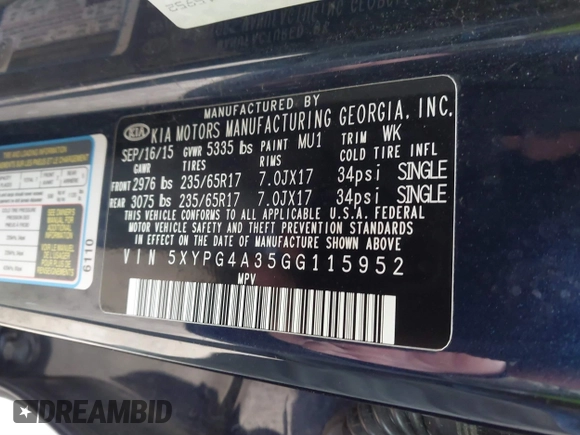 MANUFACTURED BY
KIA KIA MOTORS MANUFACTURING GEORGIA, INC.
SEP/16/15 GVWR 5335 lbs PAINT MU1 TRIM WK
GAWR TIRES RIMS COLD TIRE INFL
FRONT 2976 lbs 235/65R17 7.0JX17 34psi SINGLE
REAR 3075 lbs 235/65R17 7.0JX17 34psi SINGLE
THIS VEHICLE CONFORMS TO ALL APPLICABLE U.S.A. FEDERAL
MOTOR VEHICLE SAFETY AND THEFT PREVENTION STANDARDS
IN EFFECT ON THE DATE OF MANUFACTURE SHOWN ABOVE.
VIN 5XYPG4A35GG115952
MPV
6110
DREAMBID